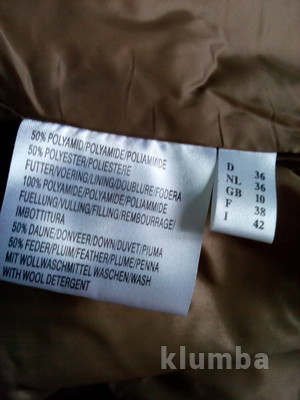 50% POLYAMID/POLYAMIDE/POLIAMIDE
50% POLYESTER/POLIESTERE
FUTTER/VOERING/LINING/DOUBLURE/FODERA
100% POLYAMID/POLYAMIDE/POLIAMIDE
FUELLUNG/VULLING/FILLING/REMBOURRAGE/
IMBOTTITURA
50% DAUNE/DONVEER/DOWN/DUVET/PIUMA
50% FEDER/PLUIM/FEATHER/PLUME/PENNA
MIT WOLLWASCHMITTEL WASCHEN/WASH
WITH WOOL DETERGENT
D 36
NL 36
GB 10
F 38
I 42
klumba